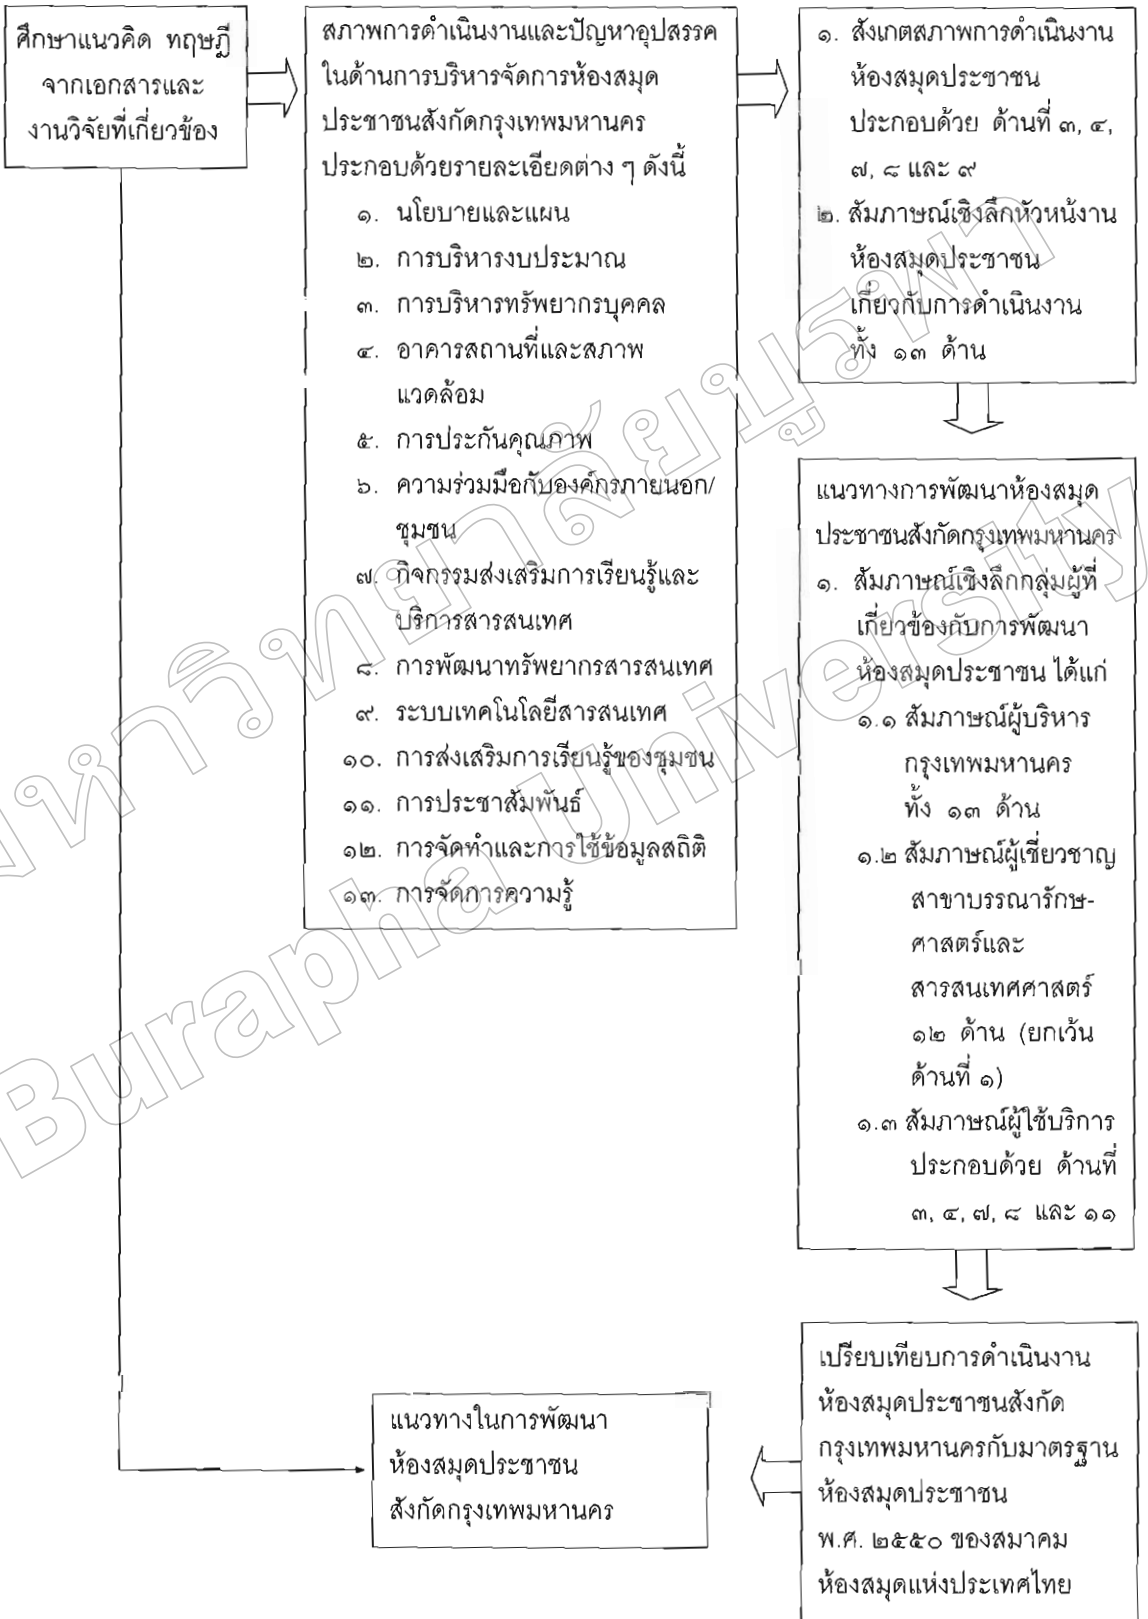 ศึกษาแนวคิด ทฤษฎี
จากเอกสารและ
งานวิจัยที่เกี่ยวข้อง
สภาพการดำเนินงานและปัญหาอุปสรรค
ในด้านการบริหารจัดการห้องสมุด
ประชาชนสังกัดกรุงเทพมหานคร
ประกอบด้วยรายละเอียดต่าง ๆ ดังนี้
๑. นโยบายและแผน
๒. การบริหารงบประมาณ
๓. การบริหารทรัพยากรบุคคล
๔. อาคารสถานที่และสภาพ
แวดล้อม
๕. การประกันคุณภาพ
๖. ความร่วมมือกับองค์กรภายนอก/
ชุมชน
๗. กิจกรรมส่งเสริมการเรียนรู้และ
บริการสารสนเทศ
๘. การพัฒนาทรัพยากรสารสนเทศ
๙. ระบบเทคโนโลยีสารสนเทศ
๑๐. การส่งเสริมการเรียนรู้ของชุมชน
๑๑. การประชาสัมพันธ์
๑๒. การจัดทำและการใช้ข้อมูลสถิติ
๑๓. การจัดการความรู้
๑. สังเกตสภาพการดำเนินงาน
ห้องสมุดประชาชน
ประกอบด้วย ด้านที่ ๓, ๔,
๗, ๘ และ ๙
๒. สัมภาษณ์เชิงลึกหัวหน้งาน
ห้องสมุดประชาชน
เกี่ยวกับการดำเนินงาน
ทั้ง ๑๓ ด้าน
แนวทางการพัฒนาห้องสมุด
ประชาชนสังกัดกรุงเทพมหานคร
๑. สัมภาษณ์เชิงลึกกลุ่มผู้ที่
เกี่ยวข้องกับการพัฒนา
ห้องสมุดประชาชน ได้แก่
๑.๑ สัมภาษณ์ผู้บริหาร
กรุงเทพมหานคร
ทั้ง ๑๓ ด้าน
๑.๒ สัมภาษณ์ผู้เชี่ยวชาญ
สาขาบรรณารักษ-
ศาสตร์และ
สารสนเทศศาสตร์
๑๒ ด้าน (ยกเว้น
ด้านที่ ๑)
๑.๓ สัมภาษณ์ผู้ใช้บริการ
ประกอบด้วย ด้านที่
๓, ๔, ๗, ๘ และ ๑๑
เปรียบเทียบการดำเนินงาน
ห้องสมุดประชาชนสังกัด
กรุงเทพมหานครกับมาตรฐาน
ห้องสมุดประชาชน
พ.ศ. ๒๕๕๐ ของสมาคม
ห้องสมุดแห่งประเทศไทย
แนวทางในการพัฒนา
ห้องสมุดประชาชน
สังกัดกรุงเทพมหานคร
มหาวิทยาลัยบูรพา
Burapha University